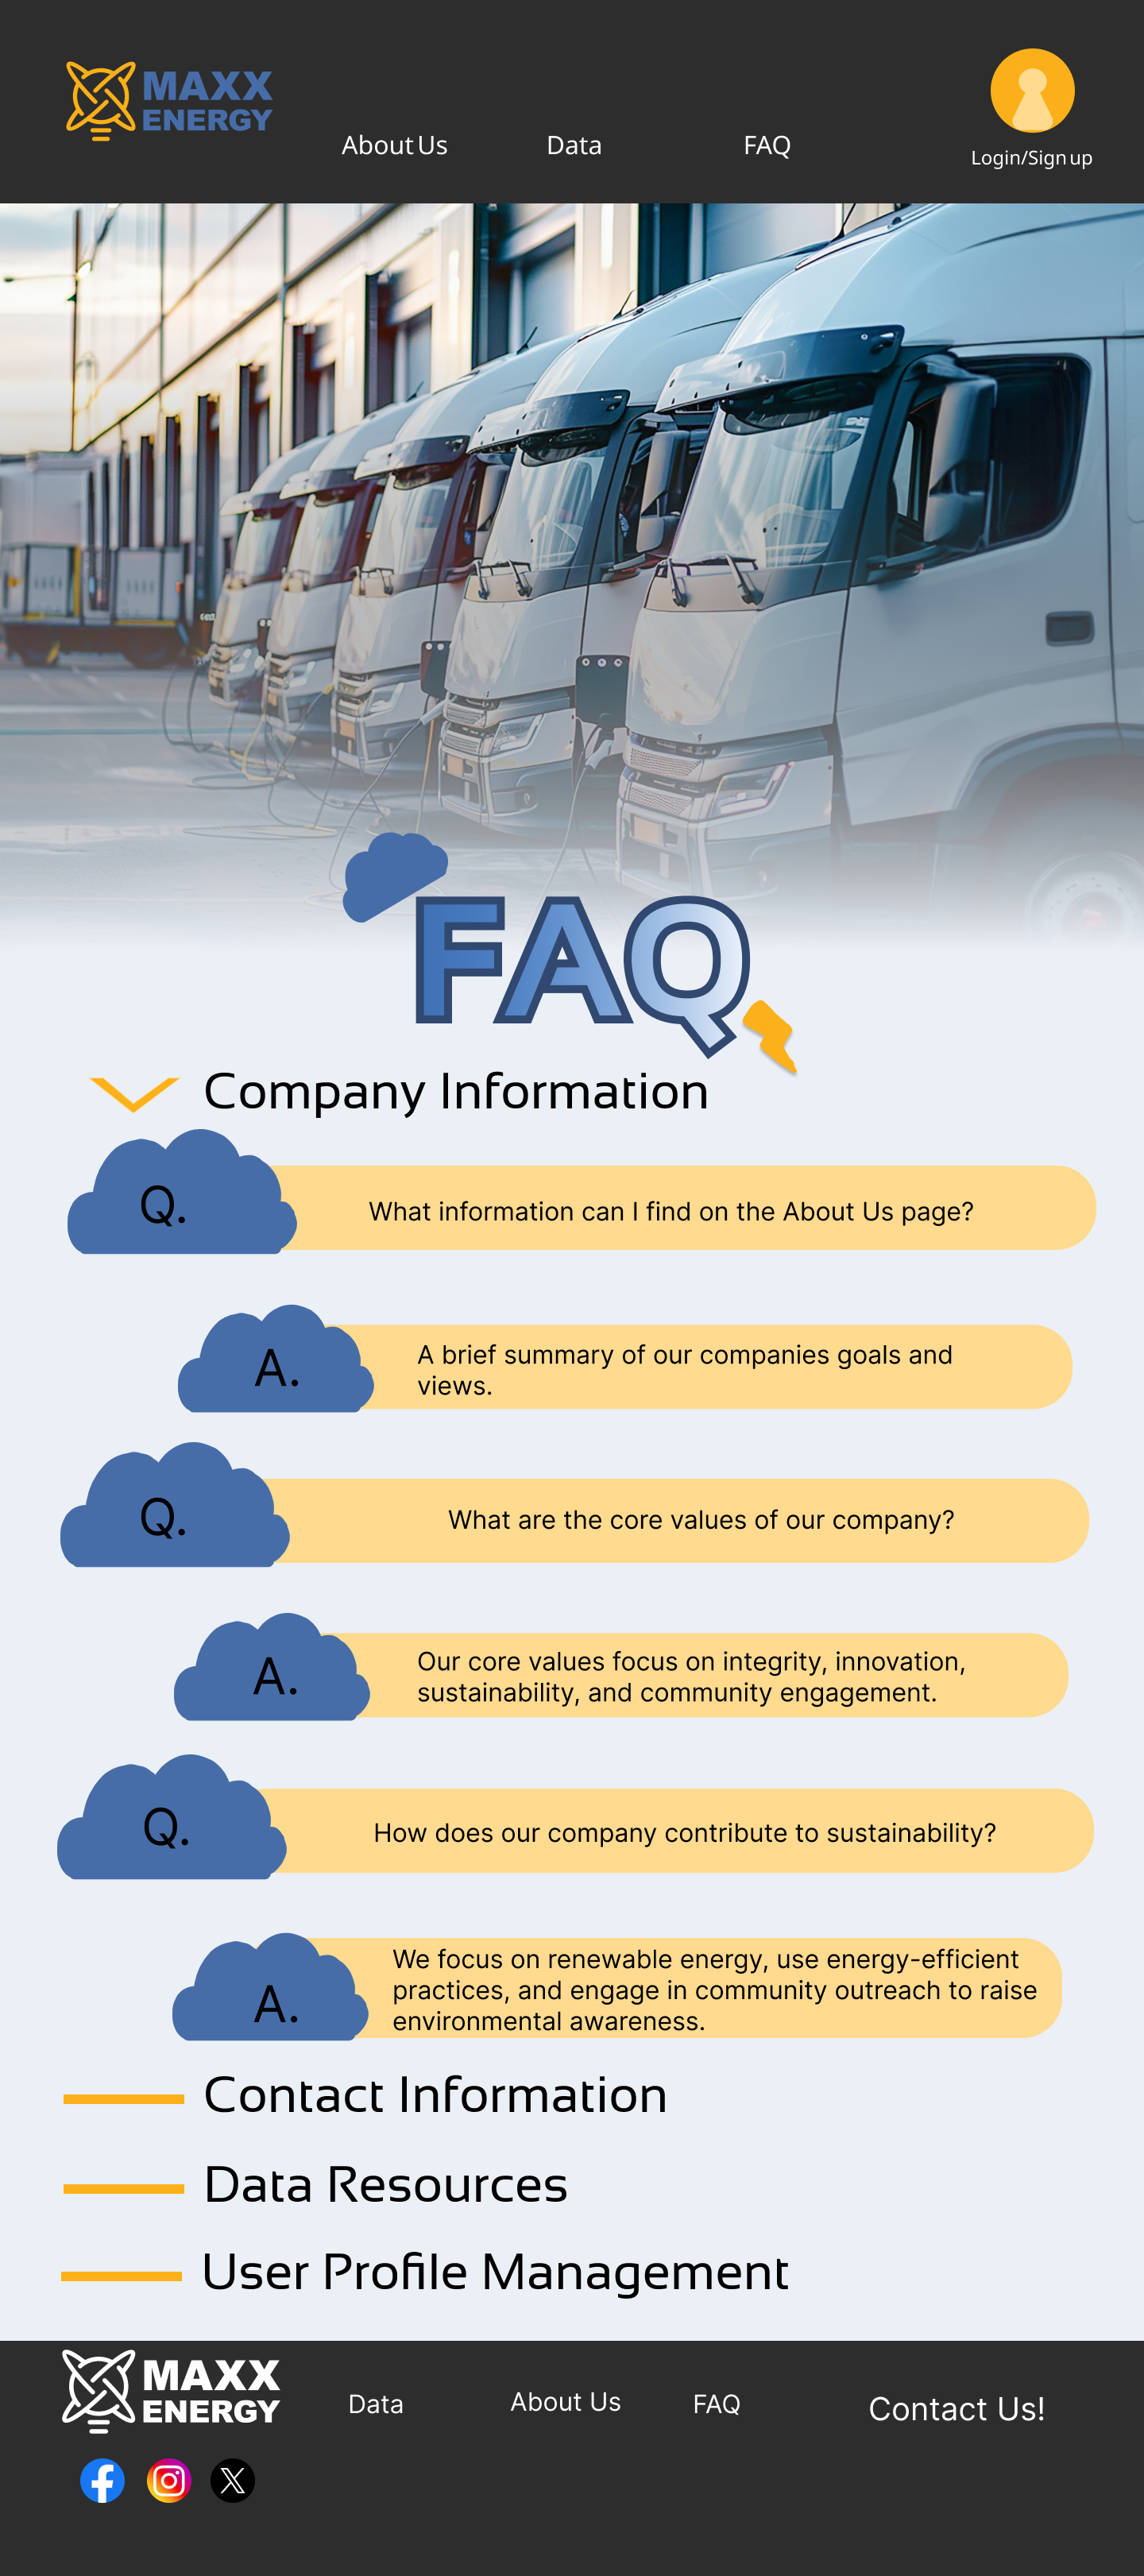 MAXX
ENERGY
About Us
Data
FAQ
Login/Sign up
FAQ
Company Information
Q.
What information can I find on the About Us page?
A.
A brief summary of our companies goals and
views.
Q.
What are the core values of our company?
A.
Our core values focus on integrity, innovation,
sustainability, and community engagement.
Q.
How does our company contribute to sustainability?
A.
We focus on renewable energy, use energy-efficient
practices, and engage in community outreach to raise
environmental awareness.
Contact Information
Data Resources
User Profile Management
MAXX
ENERGY
Data
About Us
FAQ
Contact Us!